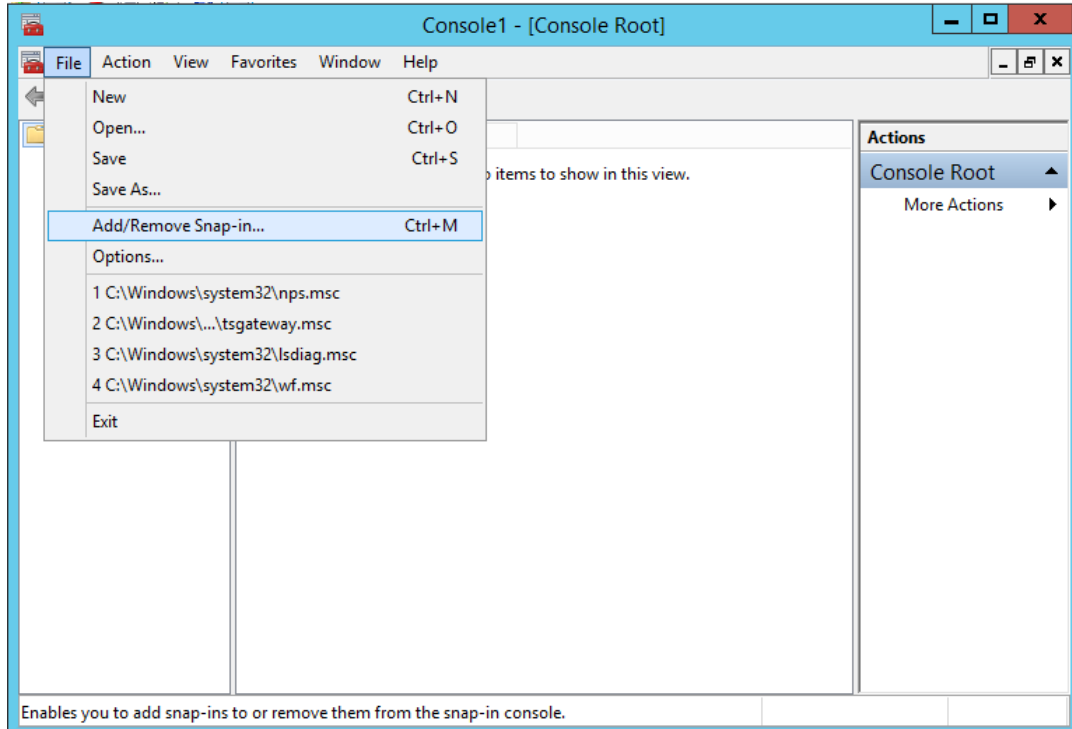 Console1 - [Console Root]
File Action View Favorites Window Help
New Ctrl+N
Open... Ctrl+O
Save Ctrl+S
Save As...
Add/Remove Snap-in... Ctrl+M
Options...
1 C:\Windows\system32\nps.msc
2 C:\Windows\...\tsgateway.msc
3 C:\Windows\system32\lsdiag.msc
4 C:\Windows\system32\wf.msc
Exit
items to show in this view.
Actions
Console Root
More Actions
Enables you to add snap-ins to or remove them from the snap-in console.